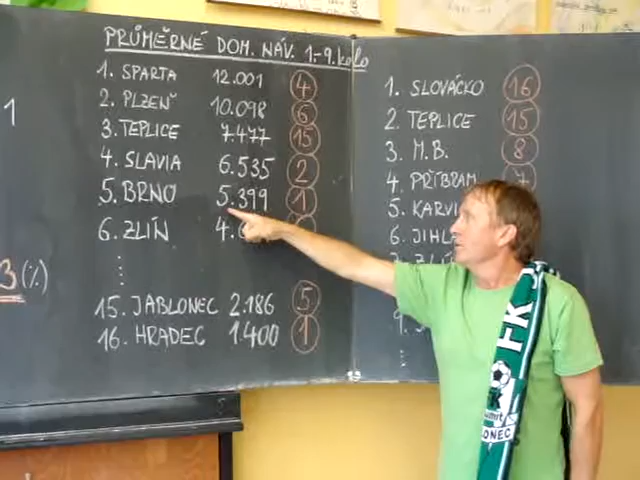 PRŮMĚRNÉ DOM. NÁV. 1.-9. kolo
1. SPARTA 12.001 4
2. PLZEŇ 10.098 6
3. TEPLICE 7.477 15
4. SLAVIA 6.535 2
5. BRNO 5.399 1
6. ZLÍN 4.
15. JABLONEC 2.186 5
16. HRADEC 1.400 1
1
3 (%)
1. SLOVÁCKO 16
2. TEPLICE 15
3. M.B. 8
4. PŘÍBRAM 7
5. KARVI
6. JIHL
FK